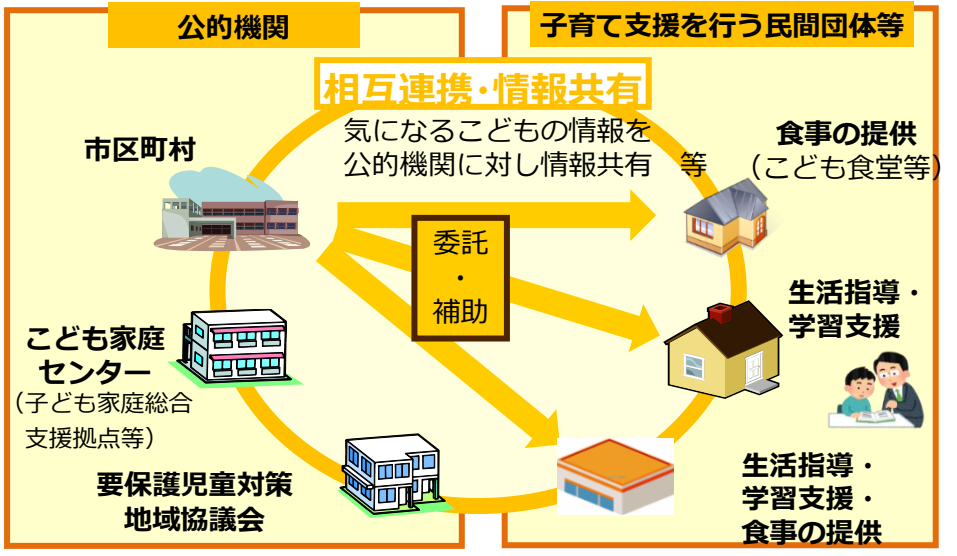 公的機関
子育て支援を行う民間団体等
相互連携・情報共有
気になるこどもの情報を
公的機関に対し情報共有　等
市区町村
食事の提供
（こども食堂等）
委託
・
補助
生活指導・
学習支援
こども家庭
センター
（子ども家庭総合
支援拠点等）
要保護児童対策
地域協議会
生活指導・
学習支援・
食事の提供